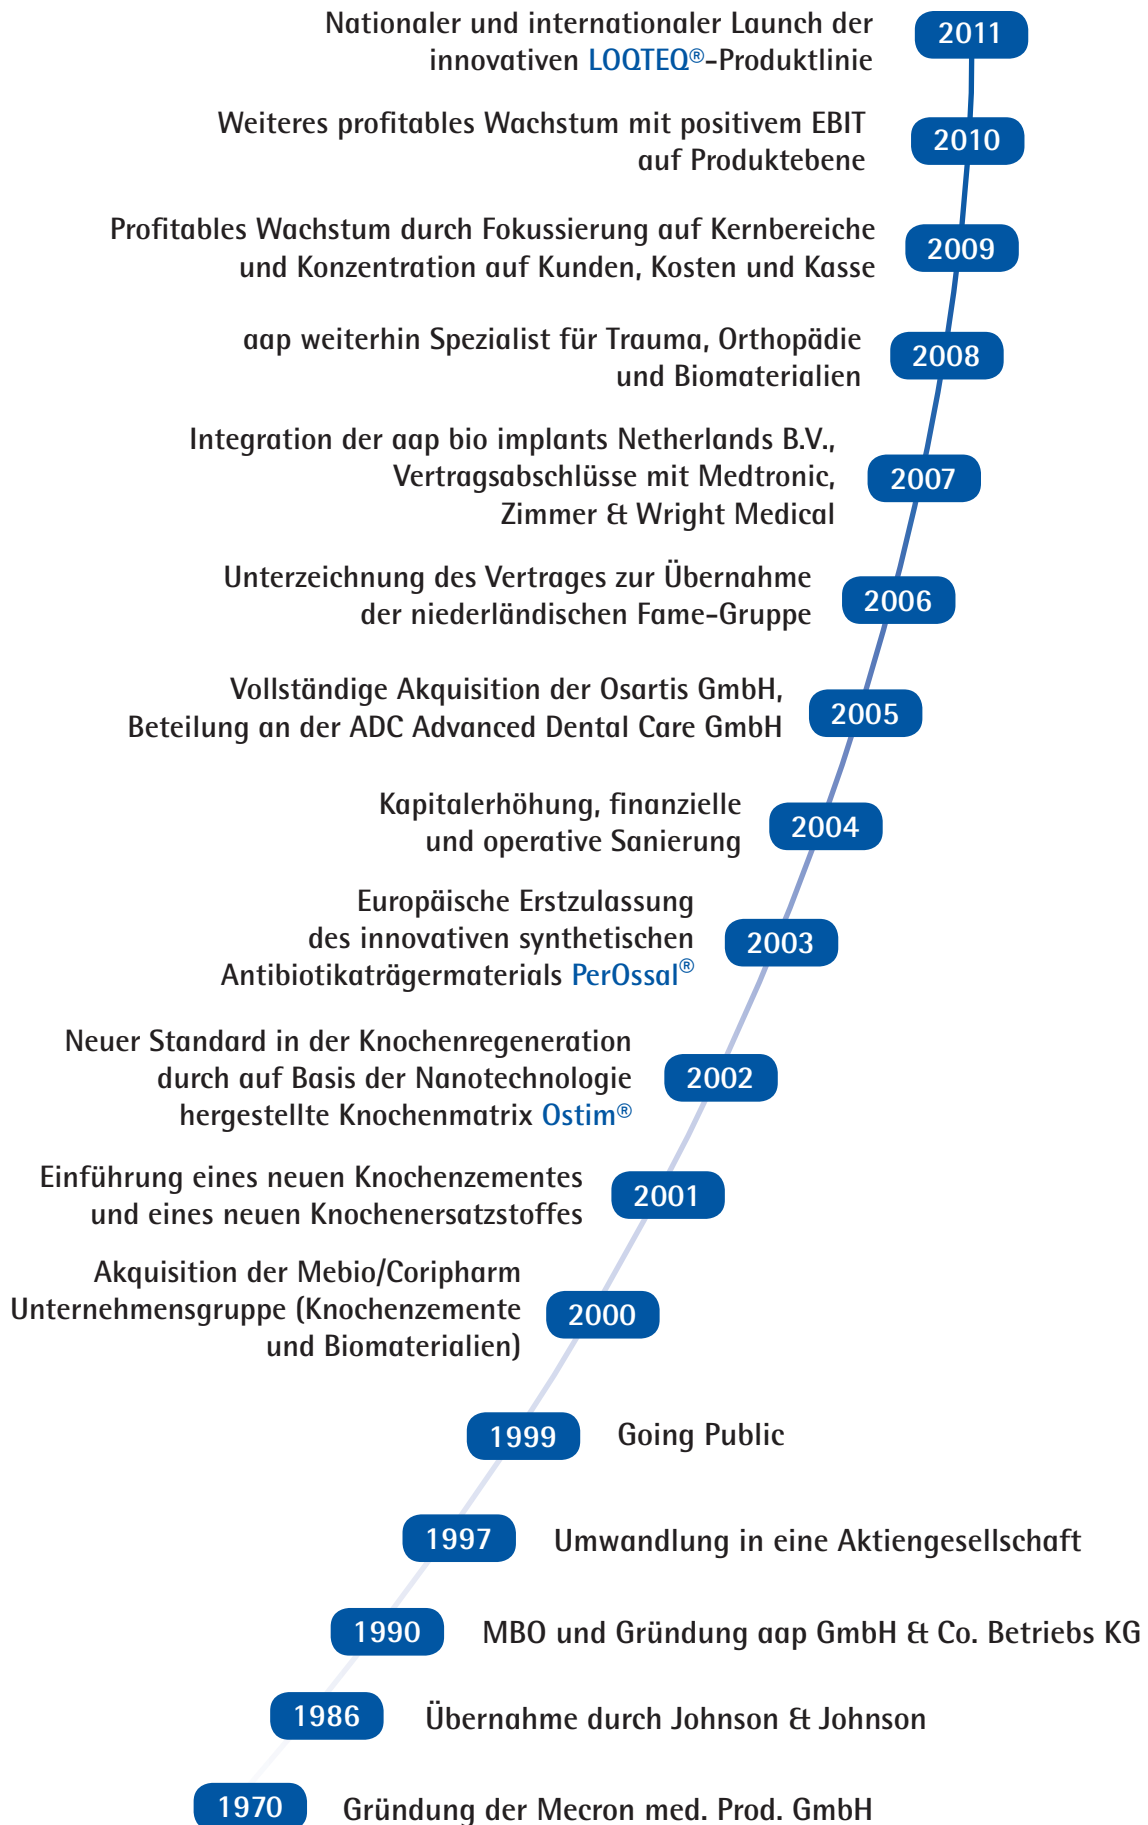 Nationaler und internationaler Launch der
innovativen LOQTEQ®-Produktlinie
2011
Weiteres profitables Wachstum mit positivem EBIT
auf Produktebene
2010
Profitables Wachstum durch Fokussierung auf Kernbereiche
und Konzentration auf Kunden, Kosten und Kasse
2009
aap weiterhin Spezialist für Trauma, Orthopädie
und Biomaterialien
2008
Integration der aap bio implants Netherlands B.V.,
Vertragsabschlüsse mit Medtronic,
Zimmer & Wright Medical
2007
Unterzeichnung des Vertrages zur Übernahme
der niederländischen Fame-Gruppe
2006
Vollständige Akquisition der Osartis GmbH,
Beteilung an der ADC Advanced Dental Care GmbH
2005
Kapitalerhöhung, finanzielle
und operative Sanierung
2004
Europäische Erstzulassung
des innovativen synthetischen
Antibiotikaträgermaterials PerOssal®
2003
Neuer Standard in der Knochenregeneration
durch auf Basis der Nanotechnologie
hergestellte Knochenmatrix Ostim®
2002
Einführung eines neuen Knochenzementes
und eines neuen Knochenersatzstoffes
2001
Akquisition der Mebio/Coripharm
Unternehmensgruppe (Knochenzemente
und Biomaterialien)
2000
1999 Going Public
1997 Umwandlung in eine Aktiengesellschaft
1990 MBO und Gründung aap GmbH & Co. Betriebs KG
1986 Übernahme durch Johnson & Johnson
1970 Gründung der Mecron med. Prod. GmbH